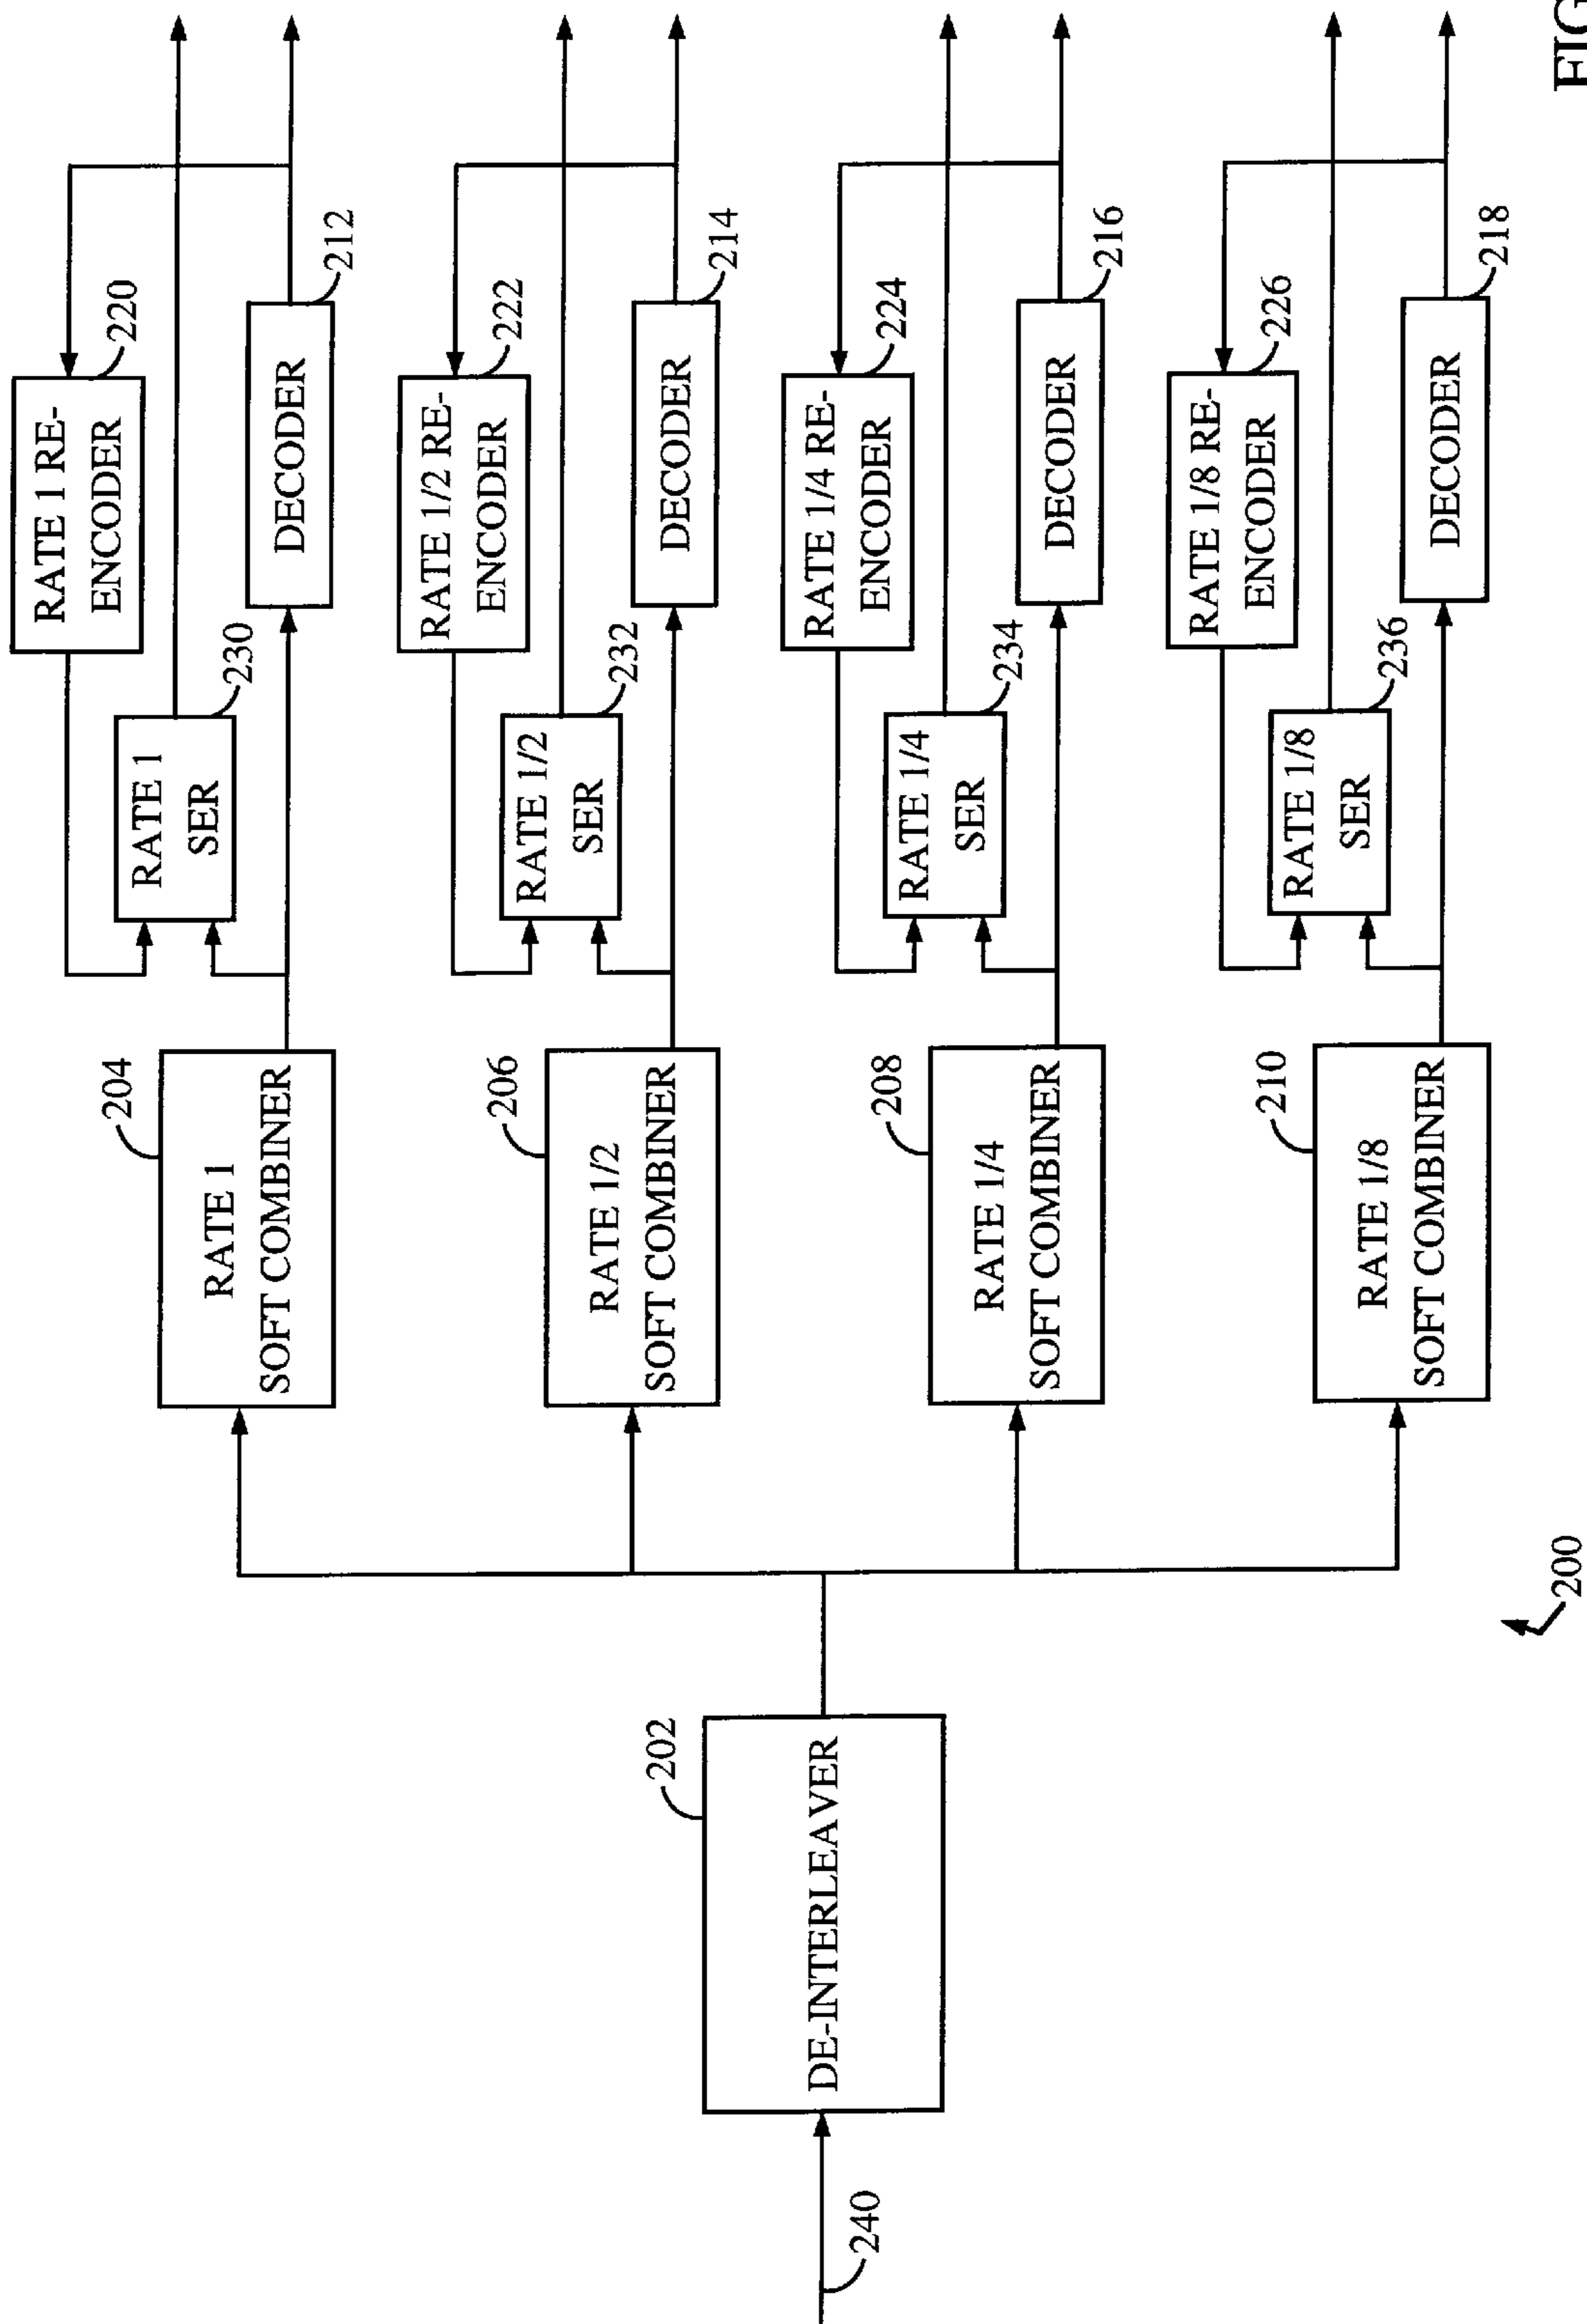 240
202
DE-INTERLEAVER
200
204
RATE 1
SOFT COMBINER
RATE 1
SER
230
RATE 1 RE-
ENCODER
220
DECODER
212
206
RATE 1/2
SOFT COMBINER
RATE 1/2
SER
232
RATE 1/2 RE-
ENCODER
222
DECODER
214
208
RATE 1/4
SOFT COMBINER
RATE 1/4
SER
234
RATE 1/4 RE-
ENCODER
224
DECODER
216
210
RATE 1/8
SOFT COMBINER
RATE 1/8
SER
236
RATE 1/8 RE-
ENCODER
226
DECODER
218